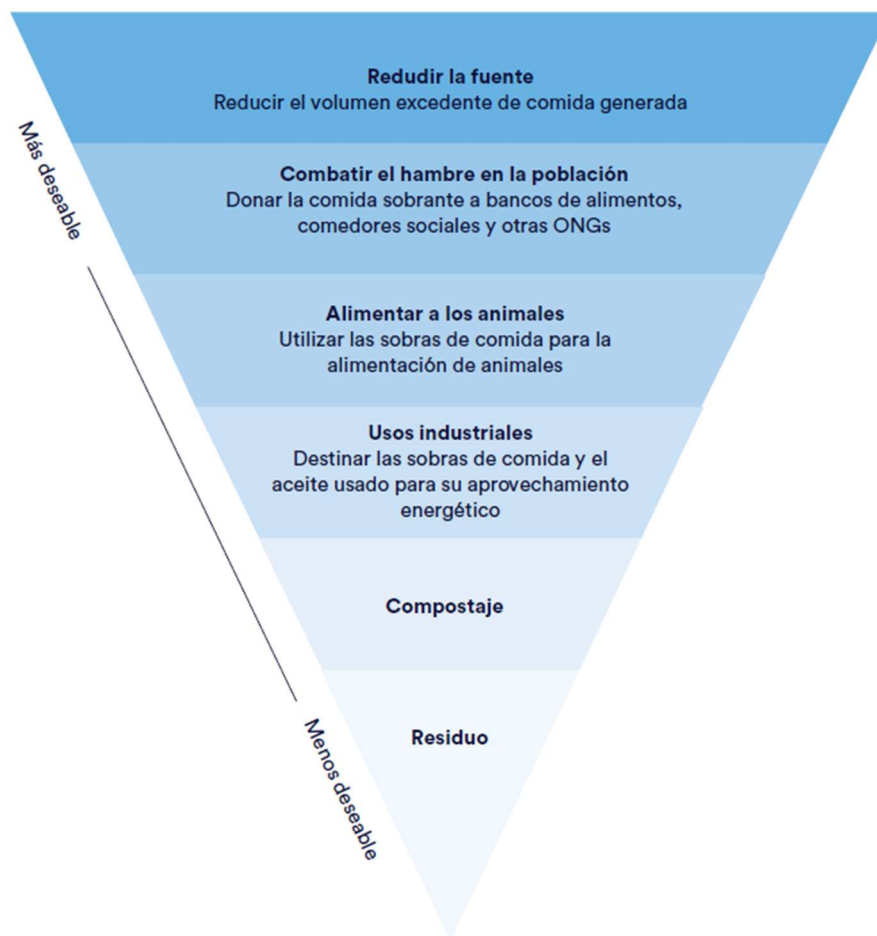 Redudir la fuente
Reducir el volumen excedente de comida generada
Más deseable
Combatir el hambre en la población
Donar la comida sobrante a bancos de alimentos,
comedores sociales y otras ONGs
Alimentar a los animales
Utilizar las sobras de comida para la
alimentación de animales
Usos industriales
Destinar las sobras de comida y el
aceite usado para su aprovechamiento
energético
Compostaje
Residuo
Menos deseable